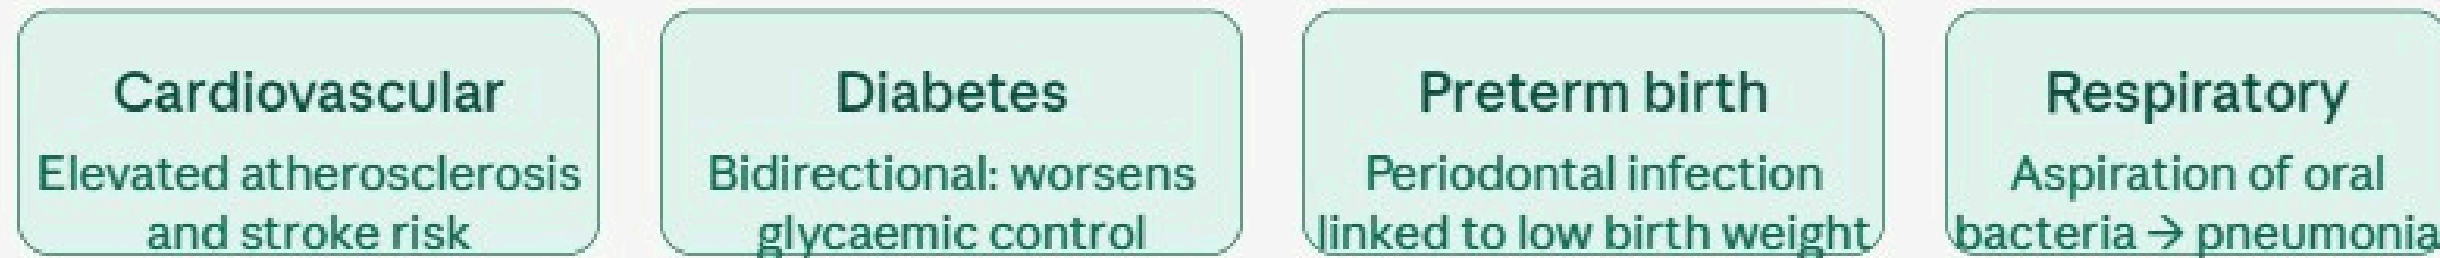 Cardiovascular
Elevated atherosclerosis
and stroke risk
Diabetes
Bidirectional: worsens
glycaemic control
Preterm birth
Periodontal infection
linked to low birth weight
Respiratory
Aspiration of oral
bacteria → pneumonia